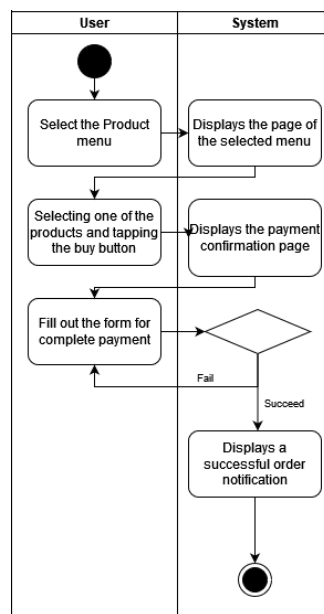 User
System
Select the Product
menu
Displays the page of
the selected menu
Selecting one of the
products and tapping
the buy button
Displays the payment
confirmation page
Fill out the form for
complete payment
Fail
Succeed
Displays a
successful order
notification